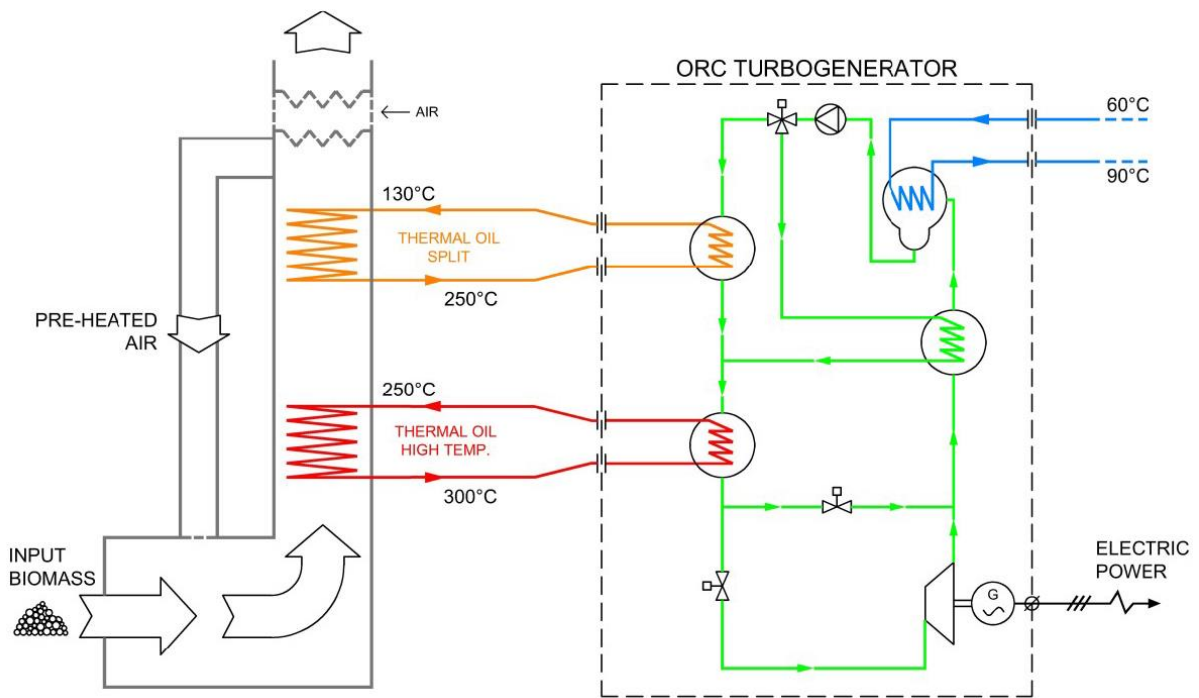 ORC TURBOGENERATOR
AIR
60°C
90°C
130°C
THERMAL OIL
SPLIT
250°C
PRE-HEATED
AIR
250°C
THERMAL OIL
HIGH TEMP.
300°C
INPUT
BIOMASS
ELECTRIC
POWER
G